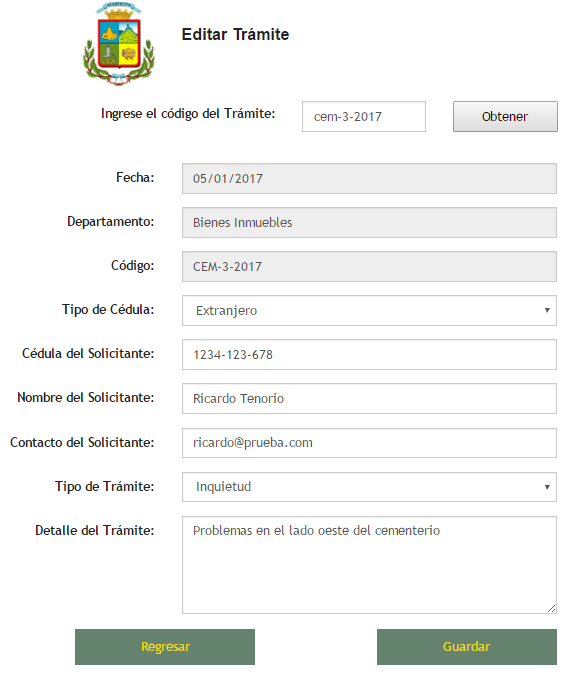 Editar Trámite
Ingrese el código del Trámite: cem-3-2017 Obtener
Fecha: 05/01/2017
Departamento: Bienes Inmuebles
Código: CEM-3-2017
Tipo de Cédula: Extranjero
Cédula del Solicitante: 1234-123-678
Nombre del Solicitante: Ricardo Tenorio
Contacto del Solicitante: ricardo@prueba.com
Tipo de Trámite: Inquietud
Detalle del Trámite: Problemas en el lado oeste del cementerio
Regresar Guardar